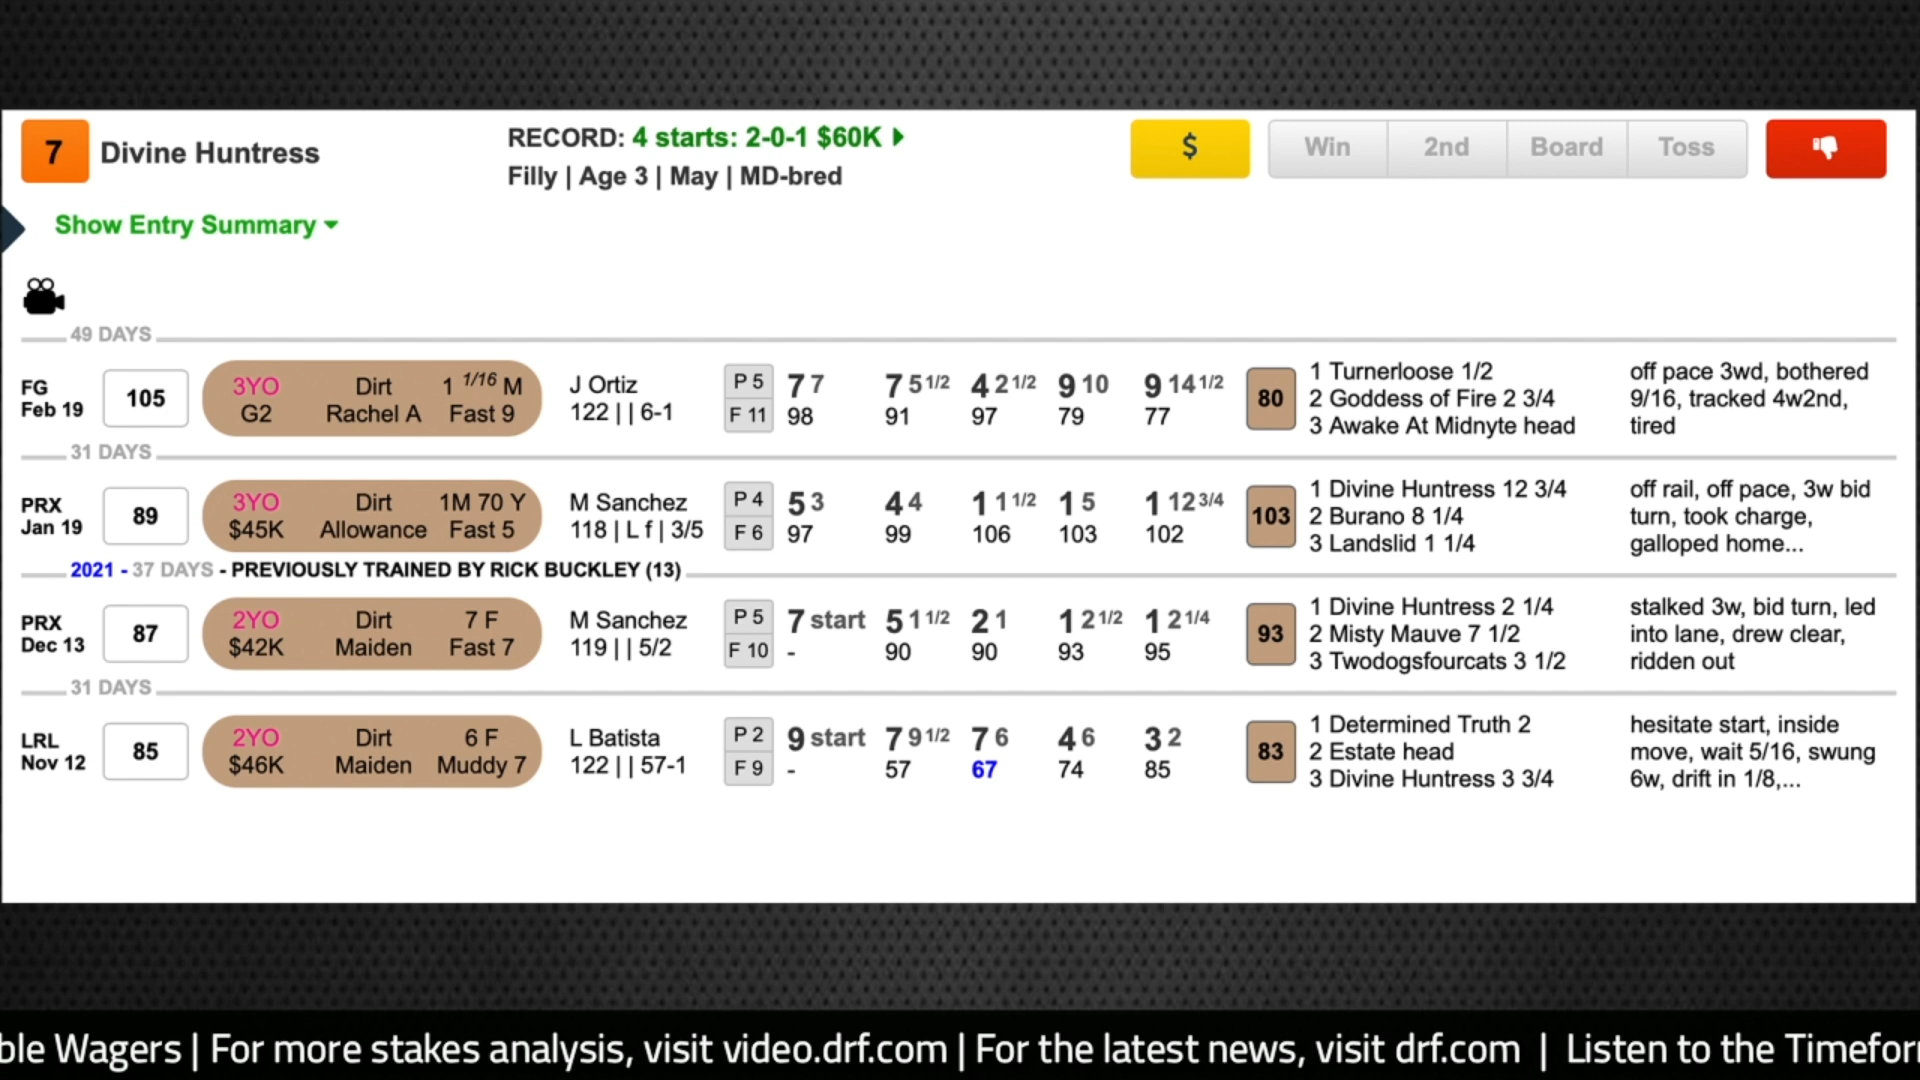 7 Divine Huntress
RECORD: 4 starts: 2-0-1 $60K
Filly | Age 3 | May | MD-bred
$ Win 2nd Board Toss
Show Entry Summary
49 DAYS
FG
Feb 19
105
3YO Dirt 1 1/16 M
G2 Rachel A Fast 9
J Ortiz
122 | | 6-1
P 5
F 11
7 7 7 5 1/2 4 2 1/2 9 10 9 14 1/2
98 91 97 79 77
80
1 Turnerloose 1/2
2 Goddess of Fire 2 3/4
3 Awake At Midnyte head
off pace 3wd, bothered
9/16, tracked 4w2nd,
tired
31 DAYS
PRX
Jan 19
89
3YO Dirt 1M 70 Y
$45K Allowance Fast 5
M Sanchez
118 | L f | 3/5
P 4
F 6
5 3 4 4 1 1 1/2 1 5 1 12 3/4
97 99 106 103 102
103
1 Divine Huntress 12 3/4
2 Burano 8 1/4
3 Landslid 1 1/4
off rail, off pace, 3w bid
turn, took charge,
galloped home...
2021 - 37 DAYS - PREVIOUSLY TRAINED BY RICK BUCKLEY (13)
PRX
Dec 13
87
2YO Dirt 7 F
$42K Maiden Fast 7
M Sanchez
119 | | 5/2
P 5
F 10
7 start 5 1 1/2 2 1 1 2 1/2 1 2 1/4
- 90 90 93 95
93
1 Divine Huntress 2 1/4
2 Misty Mauve 7 1/2
3 Twodogsfourcats 3 1/2
stalked 3w, bid turn, led
into lane, drew clear,
ridden out
31 DAYS
LRL
Nov 12
85
2YO Dirt 6 F
$46K Maiden Muddy 7
L Batista
122 | | 57-1
P 2
F 9
9 start 7 9 1/2 7 6 4 6 3 2
- 57 67 74 85
83
1 Determined Truth 2
2 Estate head
3 Divine Huntress 3 3/4
hesitate start, inside
move, wait 5/16, swung
6w, drift in 1/8,...
ble Wagers | For more stakes analysis, visit video.drf.com | For the latest news, visit drf.com | Listen to the Timefor